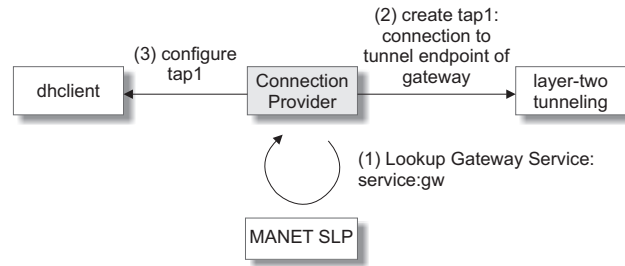 (2) create tap1:
connection to
tunnel endpoint of
gateway
(3) configure
tap1
dhclient
Connection
Provider
layer-two
tunneling
(1) Lookup Gateway Service:
service:gw
MANET SLP